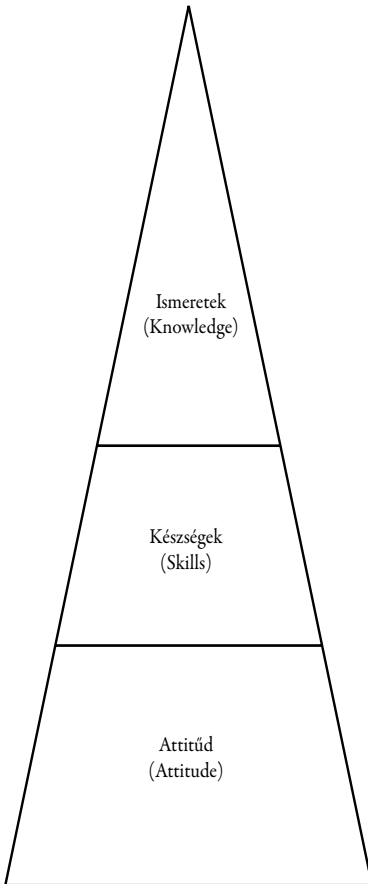 Ismeretek
(Knowledge)
Készségek
(Skills)
Attitűd
(Attitude)